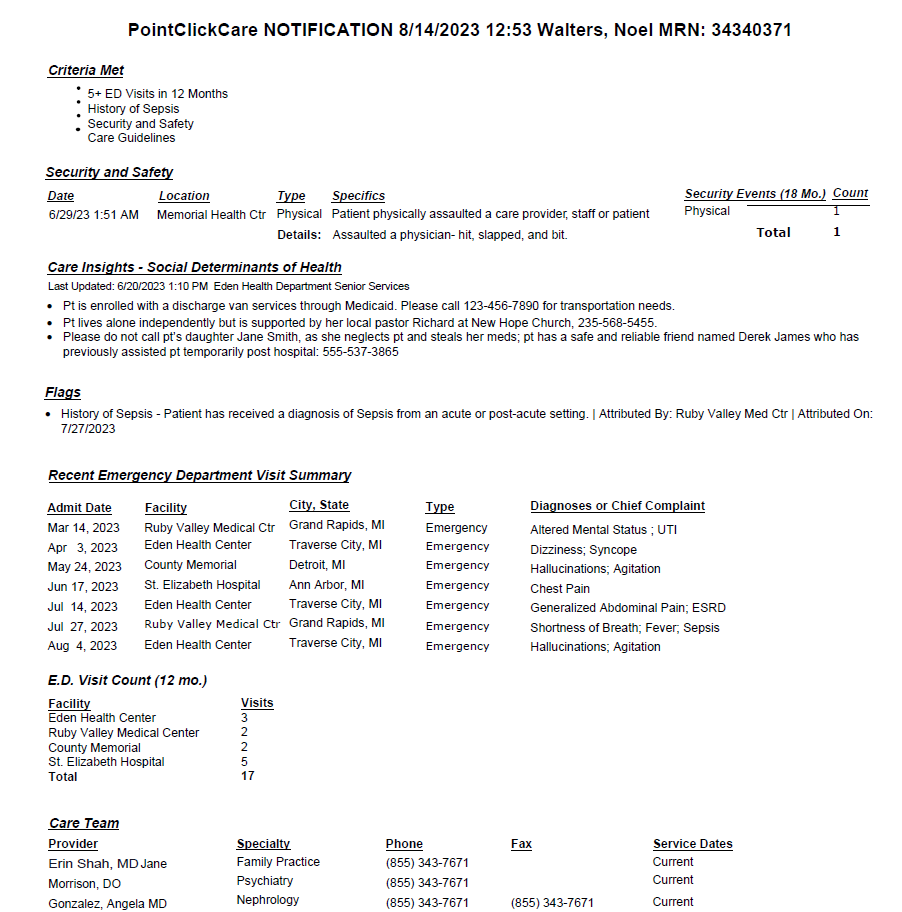 PointClickCare NOTIFICATION 8/14/2023 12:53 Walters, Noel MRN: 34340371
Criteria Met
• 5+ ED Visits in 12 Months
• History of Sepsis
• Security and Safety
• Care Guidelines
Security and Safety
Date Location Type Specifics Security Events (18 Mo.) Count
6/29/23 1:51 AM Memorial Health Ctr Physical Patient physically assaulted a care provider, staff or patient Physical 1
Details: Assaulted a physician- hit, slapped, and bit. Total 1
Care Insights - Social Determinants of Health
Last Updated: 6/20/2023 1:10 PM Eden Health Department Senior Services
• Pt is enrolled with a discharge van services through Medicaid. Please call 123-456-7890 for transportation needs.
• Pt lives alone independently but is supported by her local pastor Richard at New Hope Church, 235-568-5455.
• Please do not call pt's daughter Jane Smith, as she neglects pt and steals her meds; pt has a safe and reliable friend named Derek James who has
previously assisted pt temporarily post hospital: 555-537-3865
Flags
• History of Sepsis - Patient has received a diagnosis of Sepsis from an acute or post-acute setting. | Attributed By: Ruby Valley Med Ctr | Attributed On:
7/27/2023
Recent Emergency Department Visit Summary
Admit Date Facility City, State Type Diagnoses or Chief Complaint
Mar 14, 2023 Ruby Valley Medical Ctr Grand Rapids, MI Emergency Altered Mental Status ; UTI
Apr 3, 2023 Eden Health Center Traverse City, MI Emergency Dizziness; Syncope
May 24, 2023 County Memorial Detroit, MI Emergency Hallucinations; Agitation
Jun 17, 2023 St. Elizabeth Hospital Ann Arbor, MI Emergency Chest Pain
Jul 14, 2023 Eden Health Center Traverse City, MI Emergency Generalized Abdominal Pain; ESRD
Jul 27, 2023 Ruby Valley Medical Ctr Grand Rapids, MI Emergency Shortness of Breath; Fever; Sepsis
Aug 4, 2023 Eden Health Center Traverse City, MI Emergency Hallucinations; Agitation
E.D. Visit Count (12 mo.)
Facility Visits
Eden Health Center 3
Ruby Valley Medical Center 2
County Memorial 2
St. Elizabeth Hospital 5
Total 17
Care Team
Provider Specialty Phone Fax Service Dates
Erin Shah, MD Jane Family Practice (855) 343-7671 Current
Morrison, DO Psychiatry (855) 343-7671 Current
Gonzalez, Angela MD Nephrology (855) 343-7671 (855) 343-7671 Current